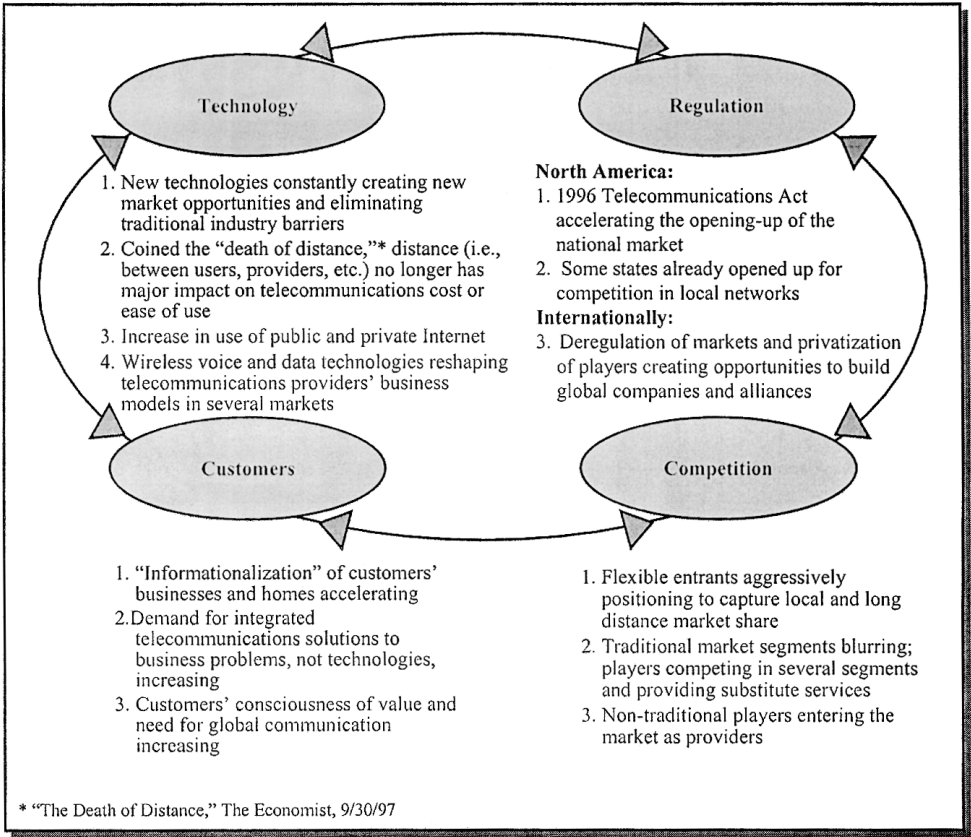 Technology
1. New technologies constantly creating new
market opportunities and eliminating
traditional industry barriers
2. Coined the “death of distance,”* distance (i.e.,
between users, providers, etc.) no longer has
major impact on telecommunications cost or
ease of use
3. Increase in use of public and private Internet
4. Wireless voice and data technologies reshaping
telecommunications providers’ business
models in several markets
Regulation
North America:
1. 1996 Telecommunications Act
accelerating the opening-up of the
national market
2. Some states already opened up for
competition in local networks
Internationally:
3. Deregulation of markets and privatization
of players creating opportunities to build
global companies and alliances
Customers
1. “Informationalization” of customers’
businesses and homes accelerating
2.Demand for integrated
telecommunications solutions to
business problems, not technologies,
increasing
3. Customers’ consciousness of value and
need for global communication
increasing
Competition
1. Flexible entrants aggressively
positioning to capture local and long
distance market share
2. Traditional market segments blurring;
players competing in several segments
and providing substitute services
3. Non-traditional players entering the
market as providers
* “The Death of Distance,” The Economist, 9/30/97